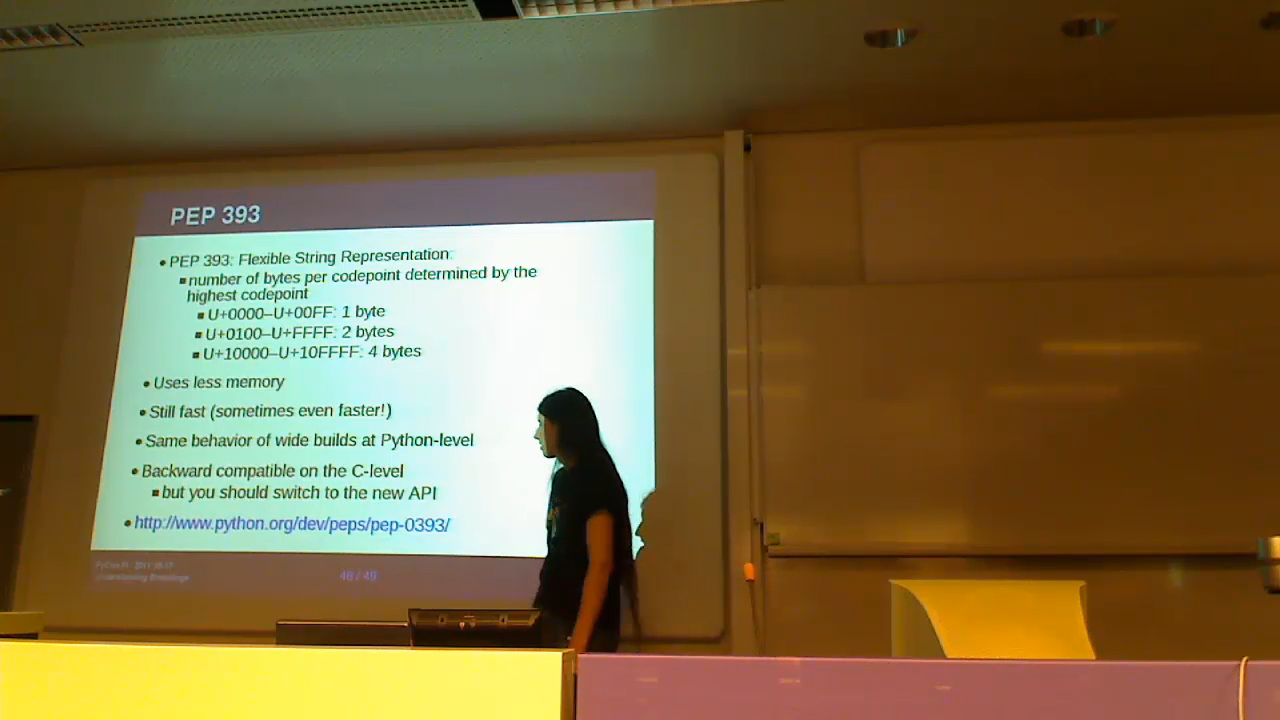 PEP 393
● PEP 393: Flexible String Representation:
■ number of bytes per codepoint determined by the
highest codepoint
■ U+0000–U+00FF: 1 byte
■ U+0100–U+FFFF: 2 bytes
■ U+10000–U+10FFFF: 4 bytes
● Uses less memory
● Still fast (sometimes even faster!)
● Same behavior of wide builds at Python-level
● Backward compatible on the C-level
■ but you should switch to the new API
● http://www.python.org/dev/peps/pep-0393/
48 / 49